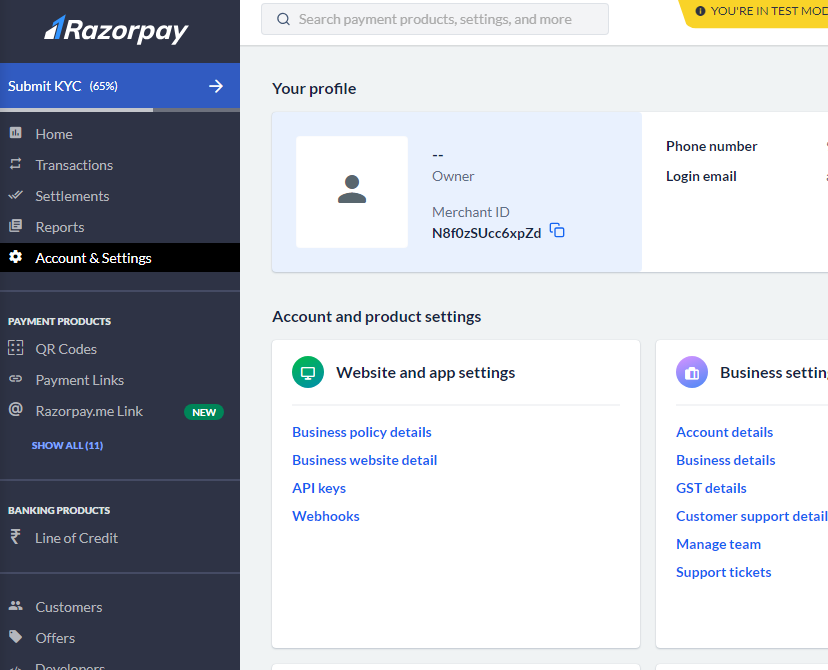 Razorpay
Search payment products, settings, and more
YOU'RE IN TEST MOD
Submit KYC (65%)
Home
Transactions
Settlements
Reports
Account & Settings
PAYMENT PRODUCTS
QR Codes
Payment Links
Razorpay.me Link NEW
SHOW ALL (11)
BANKING PRODUCTS
Line of Credit
Customers
Offers
Developers
Your profile
--
Owner
Merchant ID
N8f0zSUcc6xpZd
Phone number
Login email
Account and product settings
Website and app settings
Business policy details
Business website detail
API keys
Webhooks
Business settin
Account details
Business details
GST details
Customer support detail
Manage team
Support tickets